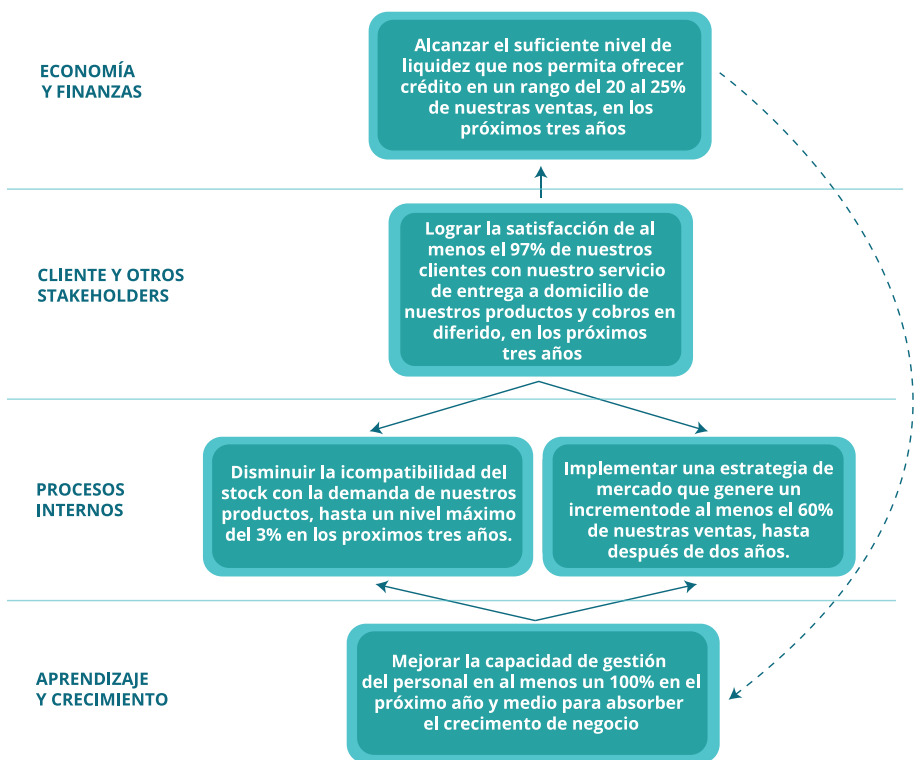 ECONOMÍA
Y FINANZAS
Alcanzar el suficiente nivel de
liquidez que nos permita ofrecer
crédito en un rango del 20 al 25%
de nuestras ventas, en los
próximos tres años
CLIENTE Y OTROS
STAKEHOLDERS
Lograr la satisfacción de al
menos el 97% de nuestros
clientes con nuestro servicio
de entrega a domicilio de
nuestros productos y cobros en
diferido, en los próximos
tres años
PROCESOS
INTERNOS
Disminuir la icompatibilidad del
stock con la demanda de nuestros
productos, hasta un nivel máximo
del 3% en los proximos tres años.
Implementar una estrategia de
mercado que genere un
incrementode al menos el 60%
de nuestras ventas, hasta
después de dos años.
APRENDIZAJE
Y CRECIMIENTO
Mejorar la capacidad de gestión
del personal en al menos un 100% en el
próximo año y medio para absorber
el crecimento de negocio